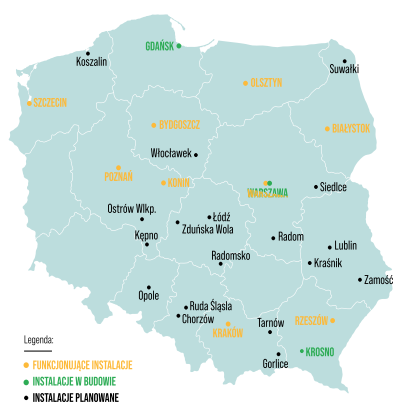 GDAŃSK
Koszalin
Suwałki
OLSZTYN
SZCZECIN
BYDGOSZCZ
BIAŁYSTOK
Włocławek
POZNAŃ
KONIN
WARSZAWA
Siedlce
Ostrów Wlkp.
Łódź
Zduńska Wola
Kępno
Radom
Lublin
Radomsko
Kraśnik
Zamość
Opole
Ruda Śląsla
Chorzów
KRAKÓW
Tarnów
RZESZÓW
Gorlice
KROSNO
Legenda:
FUNKCJONUJĄCE INSTALACJE
INSTALACJE W BUDOWIE
INSTALACJE PLANOWANE